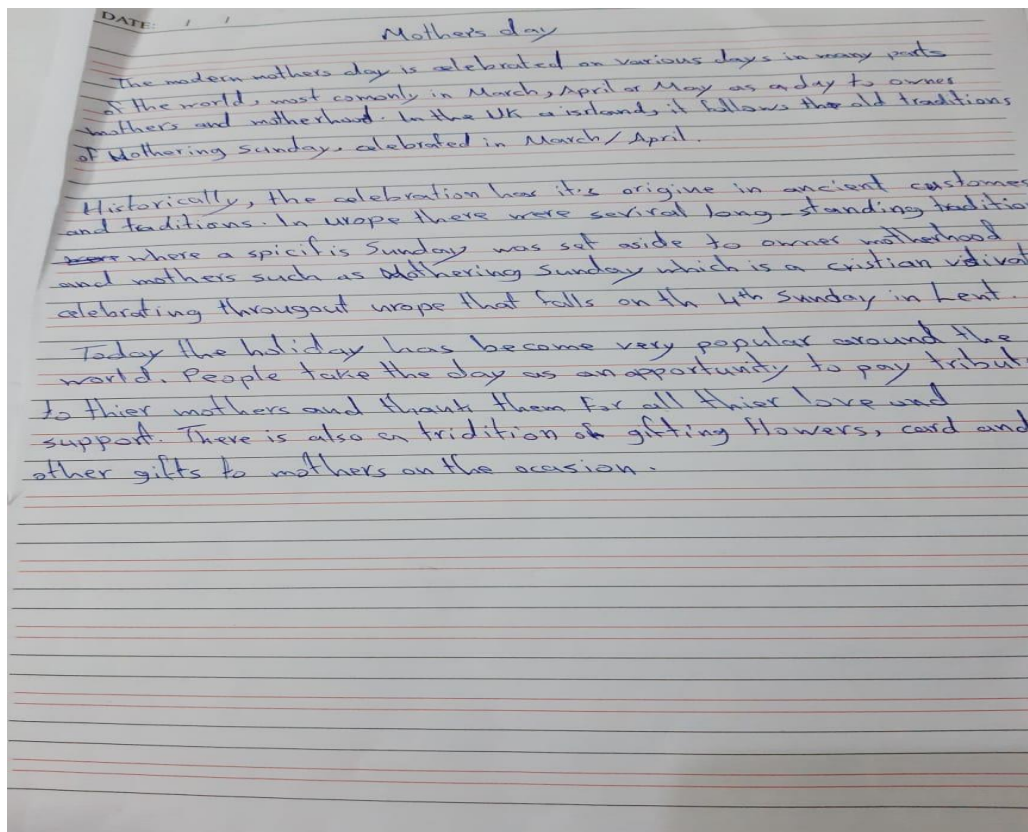 DATE: / /
Mother's day
The modern mothers day is celebrated on various days in many parts
of the world, most comonly in March, April or May as a day to owner
mothers and motherhood. In the UK a irland, it follows the old traditions
of Mothering Sunday, celebrated in March/April.
Historically, the celebration has it's origine in ancient customes
and traditions. In urope there were seviral long-standing traditio
where a spicifis Sunday was set aside to owner motherhood
and mothers such as Mothering Sunday which is a cristian
celebrating througout urope that falls on th 4th Sunday in Lent.
Today the holiday has become very popular around the
world. People take the day as an apportunity to pay tribut
to thier mothers and thank them for all thier love and
support. There is also a tridition of gifting flowers, card and
other gifts to mothers on the ocasion.